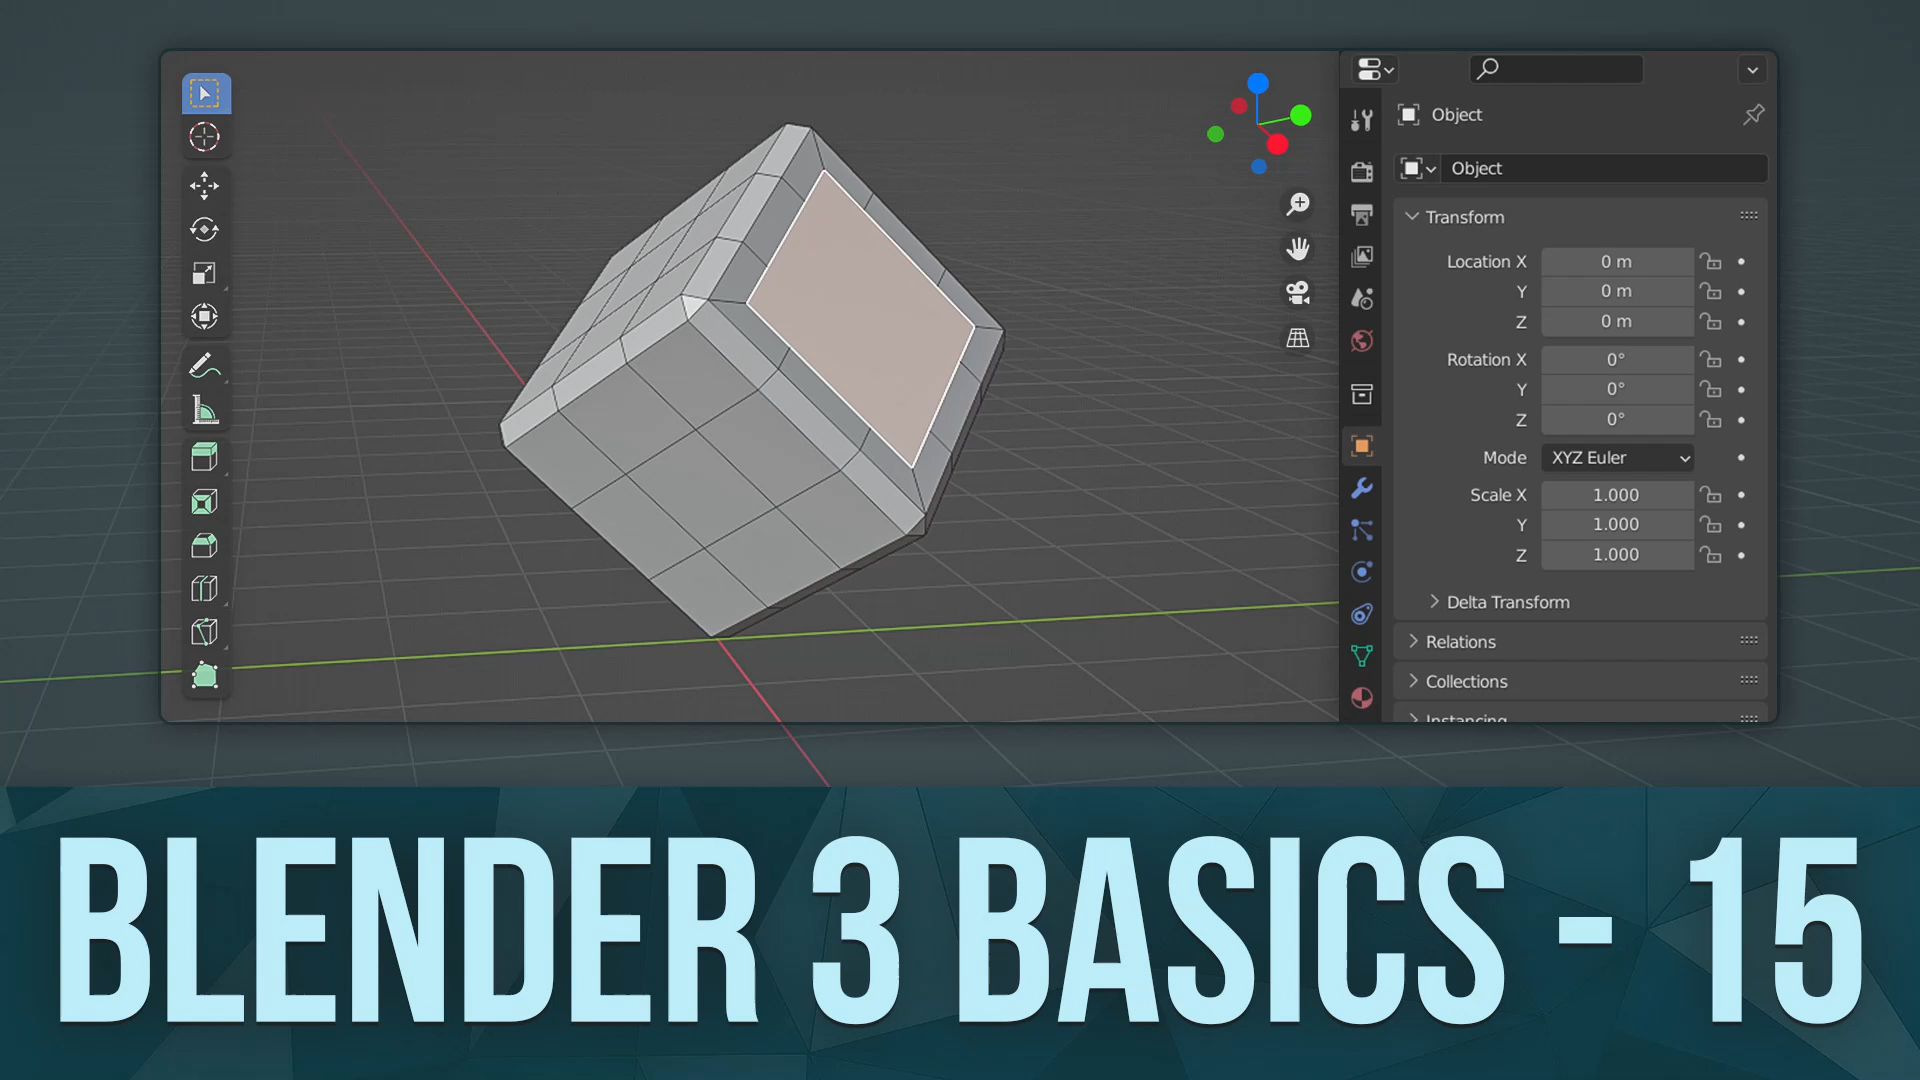 Object
Object
Transform
Location X 0 m
Y 0 m
Z 0 m
Rotation X 0°
Y 0°
Z 0°
Mode XYZ Euler
Scale X 1.000
Y 1.000
Z 1.000
Delta Transform
Relations
Collections
Instancing
BLENDER 3 BASICS - 15